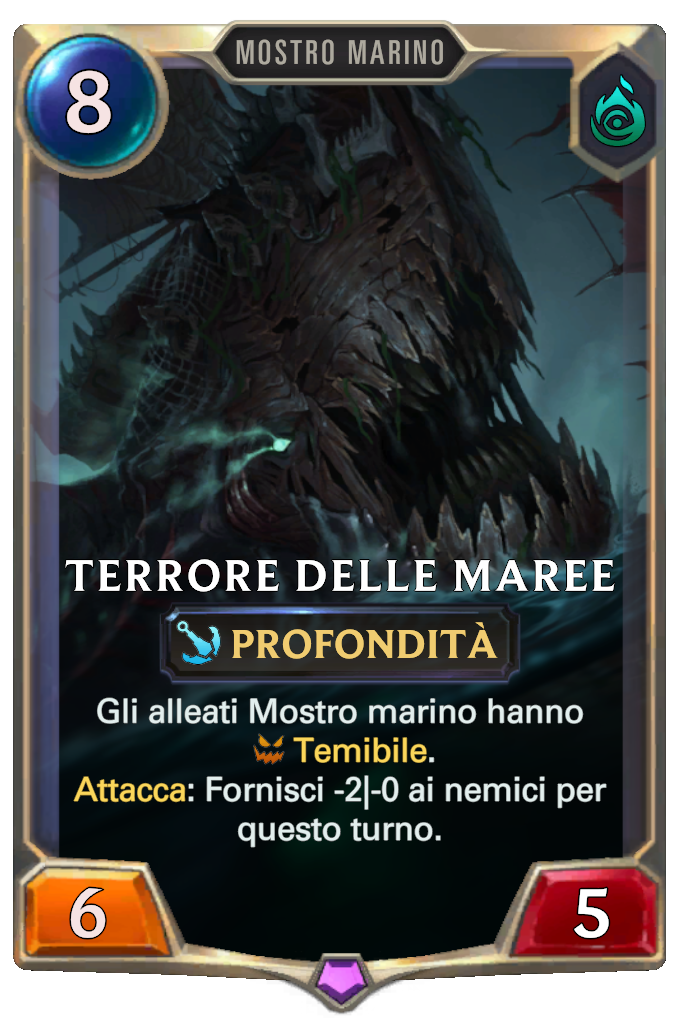 MOSTRO MARINO
8
TERRORE DELLE MAREE
PROFONDITÀ
Gli alleati Mostro marino hanno
Temibile.
Attacca: Fornisci -2|-0 ai nemici per
questo turno.
6
5